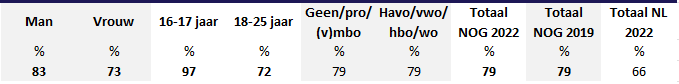 Man Vrouw 16-17 jaar 18-25 jaar Geen/pro/(v)mbo Havo/vwo/hbo/wo Totaal NOG 2022 Totaal NOG 2019 Totaal NL 2022
% % % % % % % % %
83 73 97 72 79 79 79 79 66